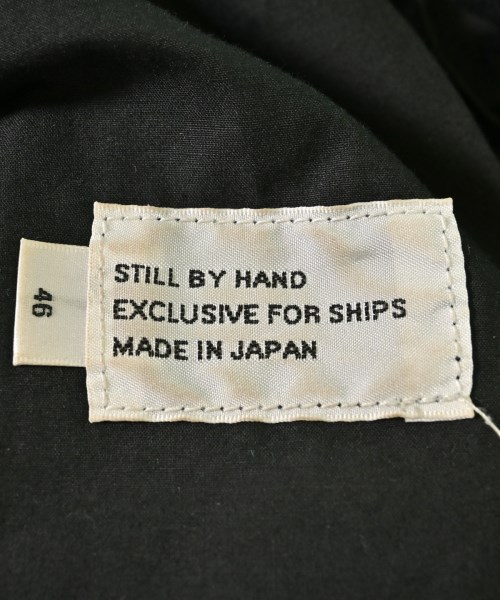 STILL BY HAND
EXCLUSIVE FOR SHIPS
MADE IN JAPAN
46